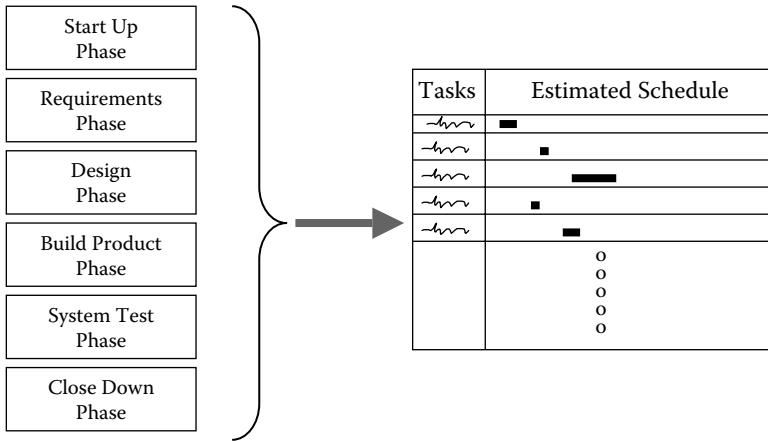 Start Up
Phase
Requirements
Phase
Design
Phase
Build Product
Phase
System Test
Phase
Close Down
Phase
Tasks Estimated Schedule
o
o
o
o
o